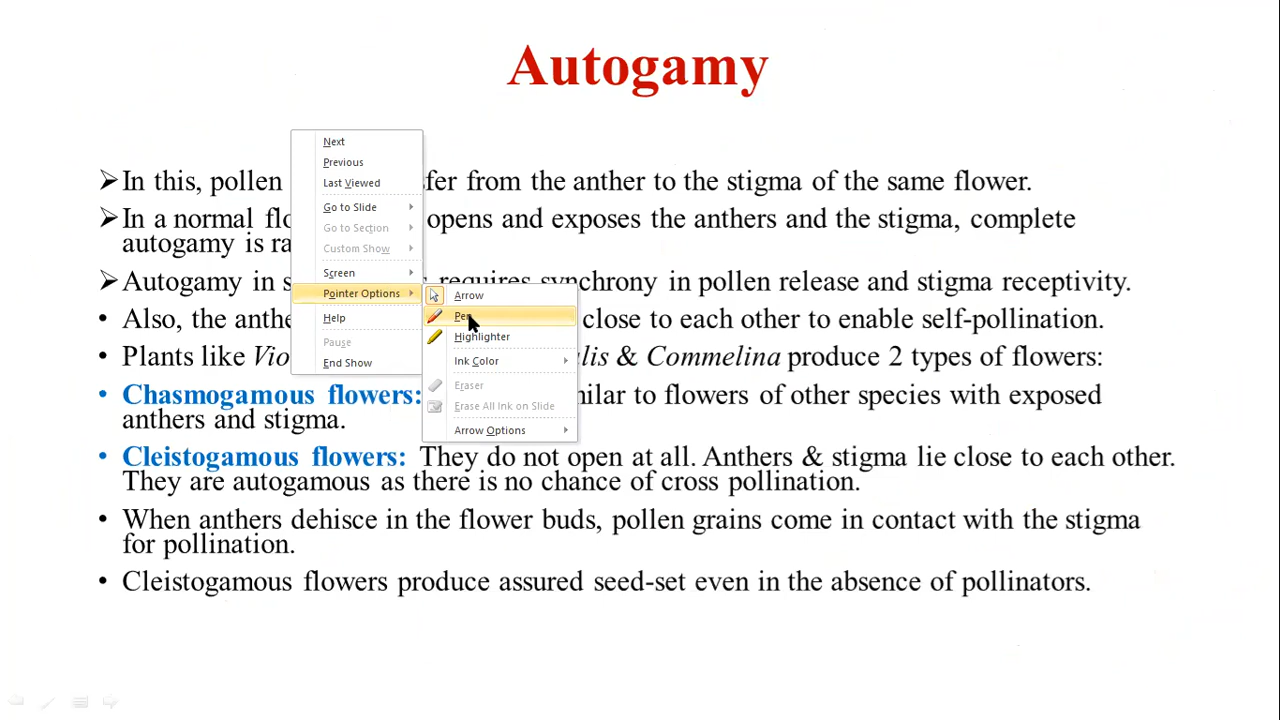 Autogamy
➢In this, pollen fer from the anther to the stigma of the same flower.
➢In a normal flo opens and exposes the anthers and the stigma, complete
autogamy is ra
➢Autogamy in s requires synchrony in pollen release and stigma receptivity.
• Also, the anthe close to each other to enable self-pollination.
• Plants like Vio lis & Commelina produce 2 types of flowers:
• Chasmogamous flowers: milar to flowers of other species with exposed
anthers and stigma.
• Cleistogamous flowers: They do not open at all. Anthers & stigma lie close to each other.
They are autogamous as there is no chance of cross pollination.
• When anthers dehisce in the flower buds, pollen grains come in contact with the stigma
for pollination.
• Cleistogamous flowers produce assured seed-set even in the absence of pollinators.
Next
Previous
Last Viewed
Go to Slide
Go to Section
Custom Show
Screen
Pointer Options
Help
Pause
End Show
Arrow
Pen
Highlighter
Ink Color
Eraser
Erase All Ink on Slide
Arrow Options